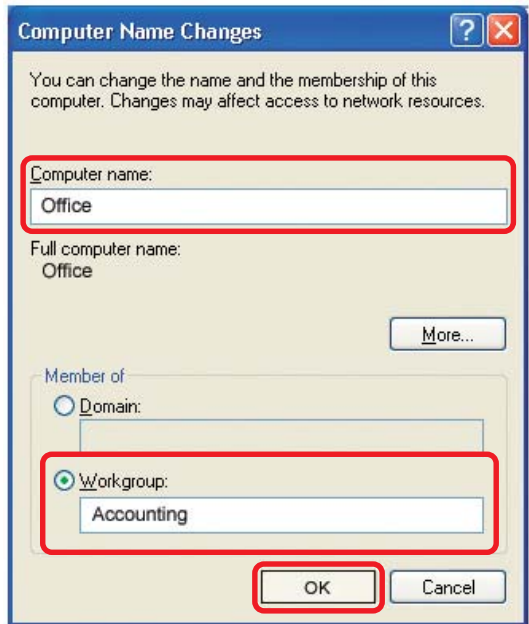 Computer Name Changes
You can change the name and the membership of this
computer. Changes may affect access to network resources.
Computer name:
Office
Full computer name:
Office
More...
Member of
Domain:
Workgroup:
Accounting
OK Cancel